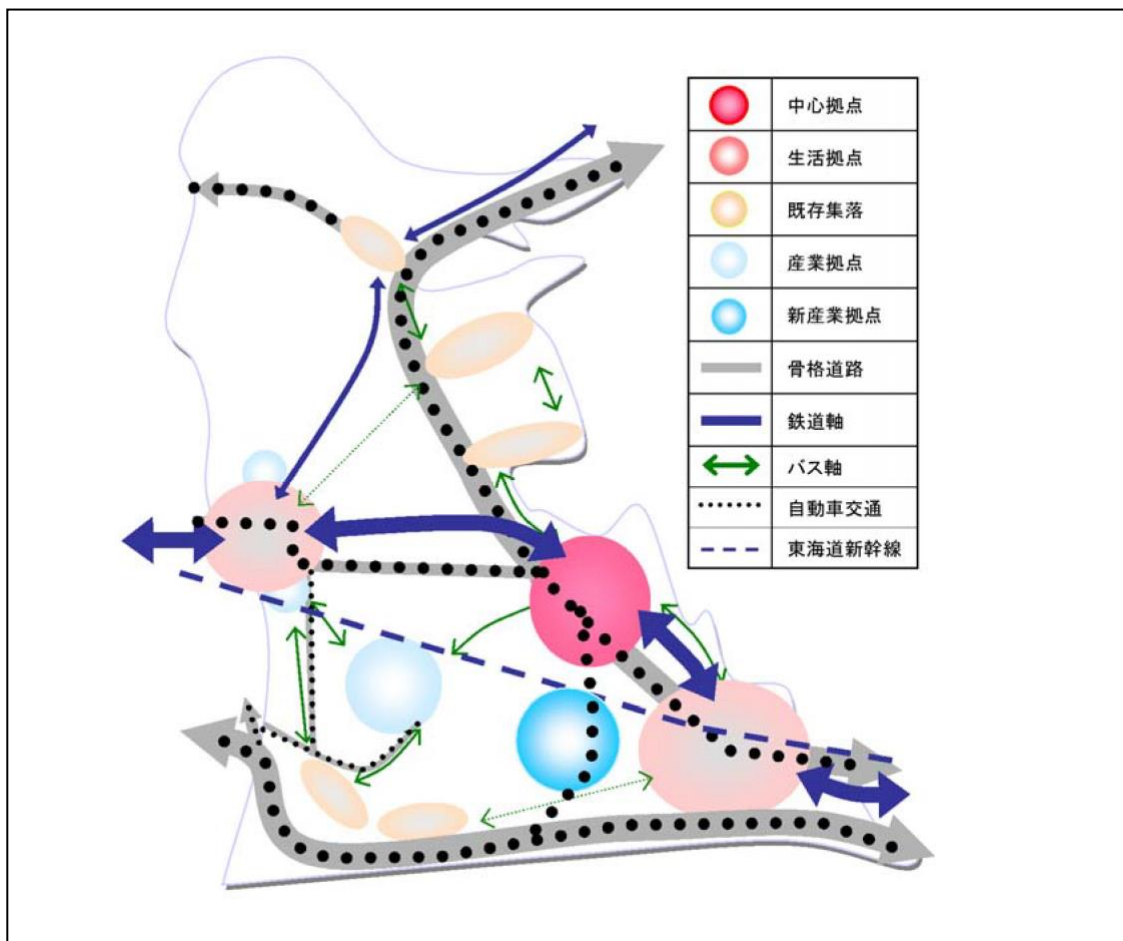 中心拠点
生活拠点
既存集落
産業拠点
新産業拠点
骨格道路
鉄道軸
バス軸
自動車交通
東海道新幹線